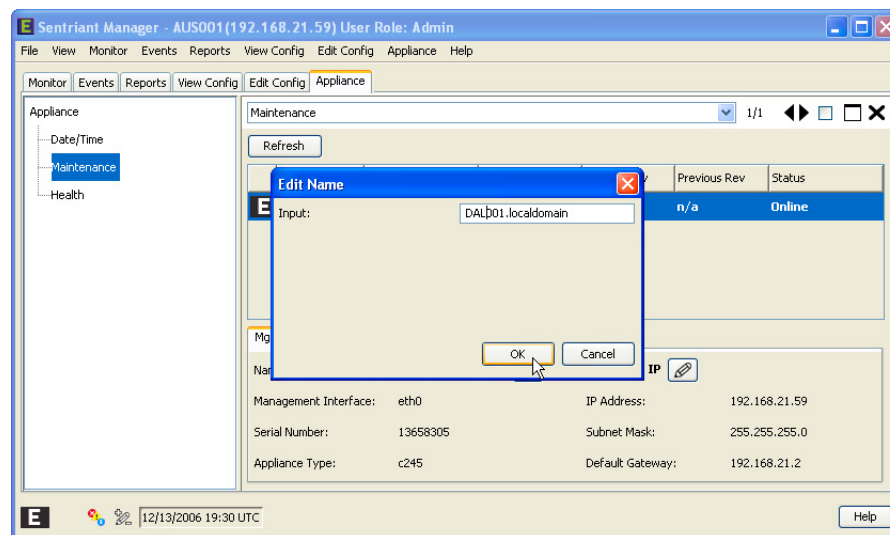 E Sentriant Manager - AUS001(192.168.21.59) User Role: Admin
File View Monitor Events Reports View Config Edit Config Appliance Help
Monitor Events Reports View Config Edit Config Appliance
Appliance
Date/Time
Maintenance
Health
Maintenance 1/1
Refresh
Previous Rev Status
E n/a Online
Edit Name
Input: DAL001.localdomain
OK Cancel
Mg
Nar IP
Management Interface: eth0 IP Address: 192.168.21.59
Serial Number: 13658305 Subnet Mask: 255.255.255.0
Appliance Type: c245 Default Gateway: 192.168.21.2
E 12/13/2006 19:30 UTC Help